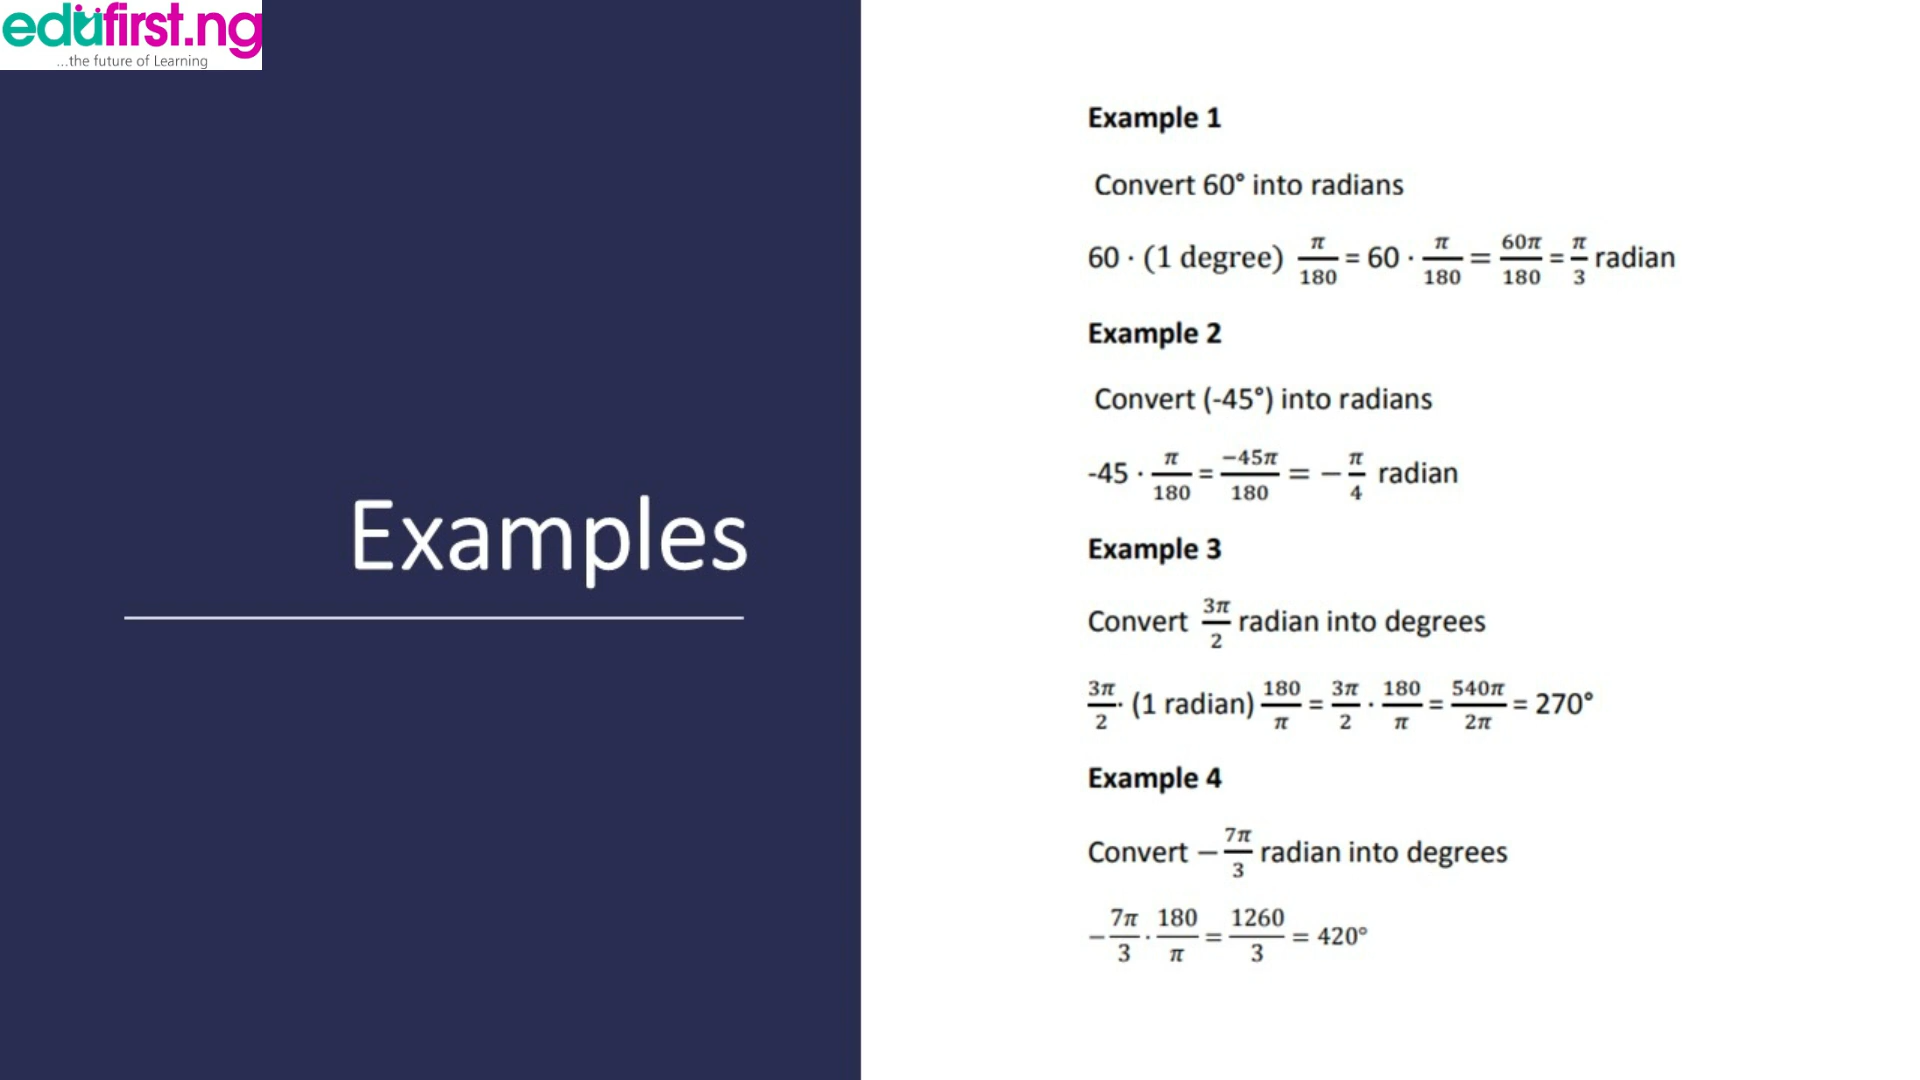 edufirst.ng
...the future of Learning
Examples
Example 1
Convert 60° into radians
60 · (1 degree) π/180 = 60 · π/180 = 60π/180 = π/3 radian
Example 2
Convert (-45°) into radians
-45 · π/180 = −45π/180 = − π/4 radian
Example 3
Convert 3π/2 radian into degrees
3π/2 · (1 radian) 180/π = 3π/2 · 180/π = 540π/2π = 270°
Example 4
Convert − 7π/3 radian into degrees
− 7π/3 · 180/π = 1260/3 = 420°